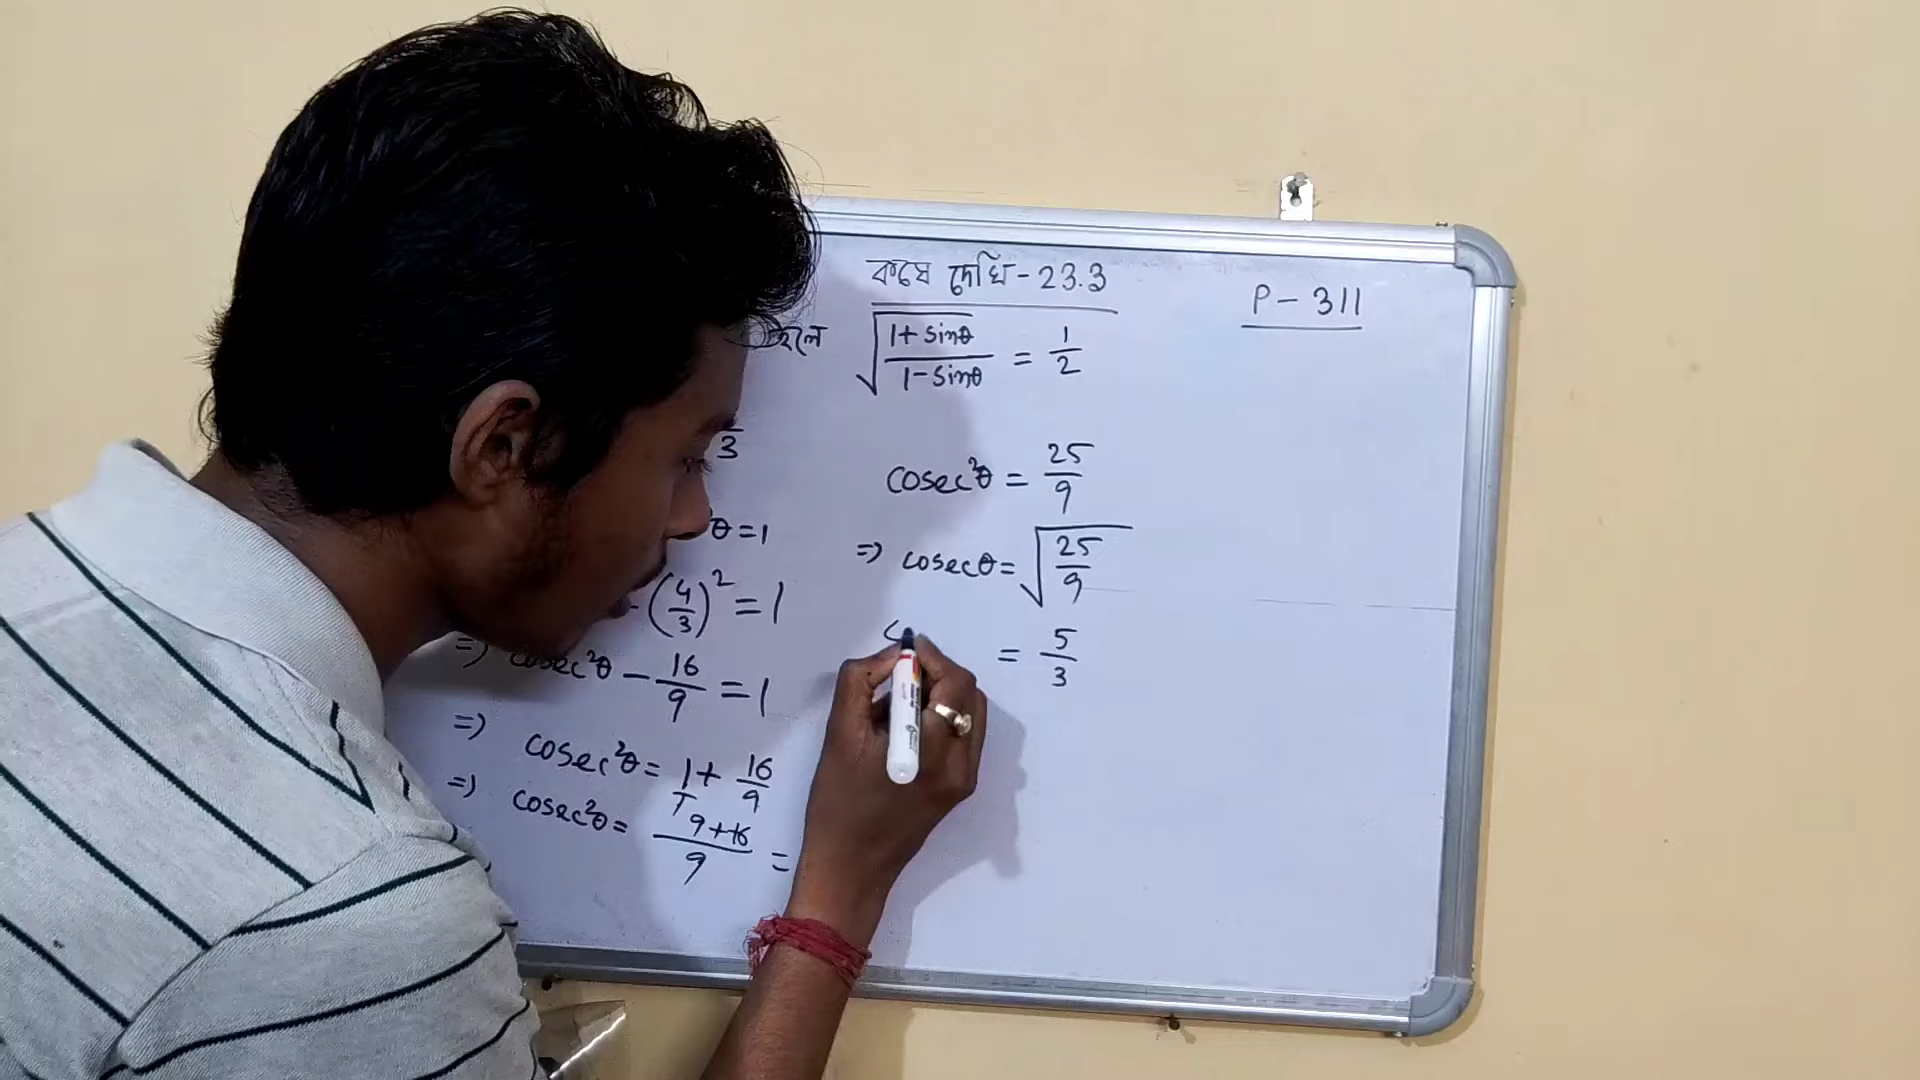 কষে দেখি - 23.3
P - 311
হলে √(1 + sinθ / 1 - sinθ) = 1/2
3
θ = 1
- (4/3)² = 1
=> cosec²θ - 16/9 = 1
=> cosec²θ = 1 + 16/9
=> cosec²θ = 9+16/9 =
cosec²θ = 25/9
=> cosecθ = √(25/9)
= 5/3